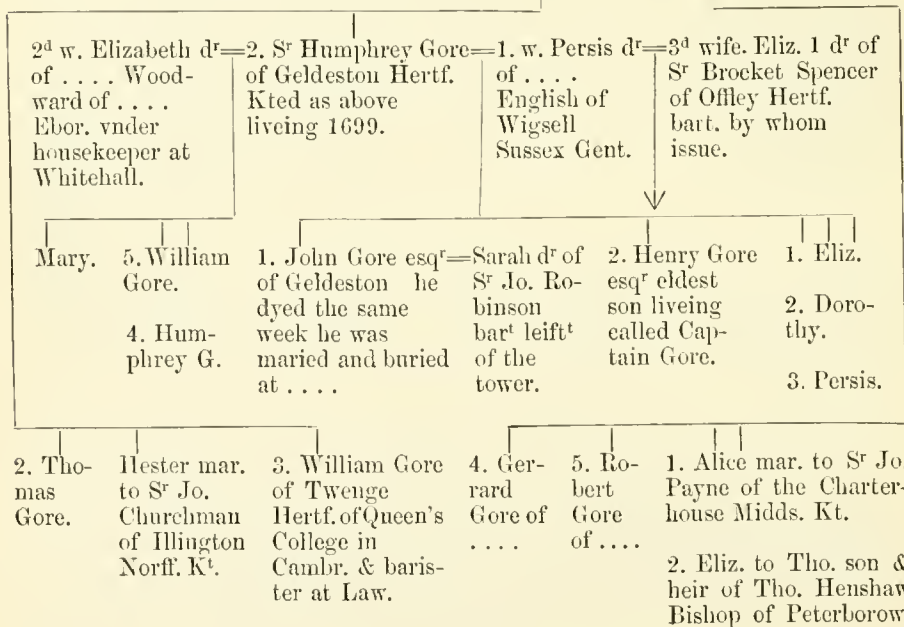 2ᵈ w. Elizabeth dʳ=
of . . . . Wood-
ward of . . . .
Ebor. vnder
housekeeper at
Whitehall.
2. Sʳ Humphrey Gore=
of Geldeston Hertf.
Kted as above
liveing 1699.
1. w. Persis dʳ=
of . . . .
English of
Wigsell
Sussex Gent.
3ᵈ wife. Eliz. 1 dʳ of
Sʳ Brocket Spencer
of Offley Hertf.
bart. by whom
issue.
Mary.
5. William
Gore.
4. Hum-
phrey G.
1. John Gore esqʳ=
of Geldeston he
dyed the same
week he was
maried and buried
at . . . .
Sarah dʳ of
Sʳ Jo. Ro-
binson
barᵗ leifᵗ
of the
tower.
2. Henry Gore
esqʳ eldest
son liveing
called Cap-
tain Gore.
1. Eliz.
2. Doro-
thy.
3. Persis.
2. Tho-
mas
Gore.
Hester mar.
to Sʳ Jo.
Churchman
of Illington
Norff. Kᵗ.
3. William Gore
of Twenge
Hertf. of Queen's
College in
Cambr. & baris-
ter at Law.
4. Ger-
rard
Gore of
. . . .
5. Ro-
bert
Gore
of . . . .
1. Alice mar. to Sʳ Jo
Payne of the Charter-
house Midds. Kt.
2. Eliz. to Tho. son &
heir of Tho. Henshaw
Bishop of Peterborow